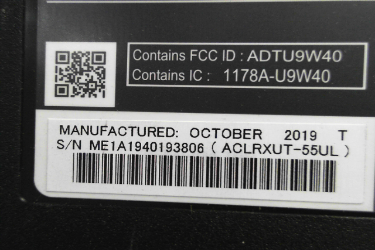 Contains FCC ID : ADTU9W40
Contains IC : 1178A-U9W40
MANUFACTURED: OCTOBER 2019 T
S/N ME1A1940193806 ( ACLRXUT-55UL )